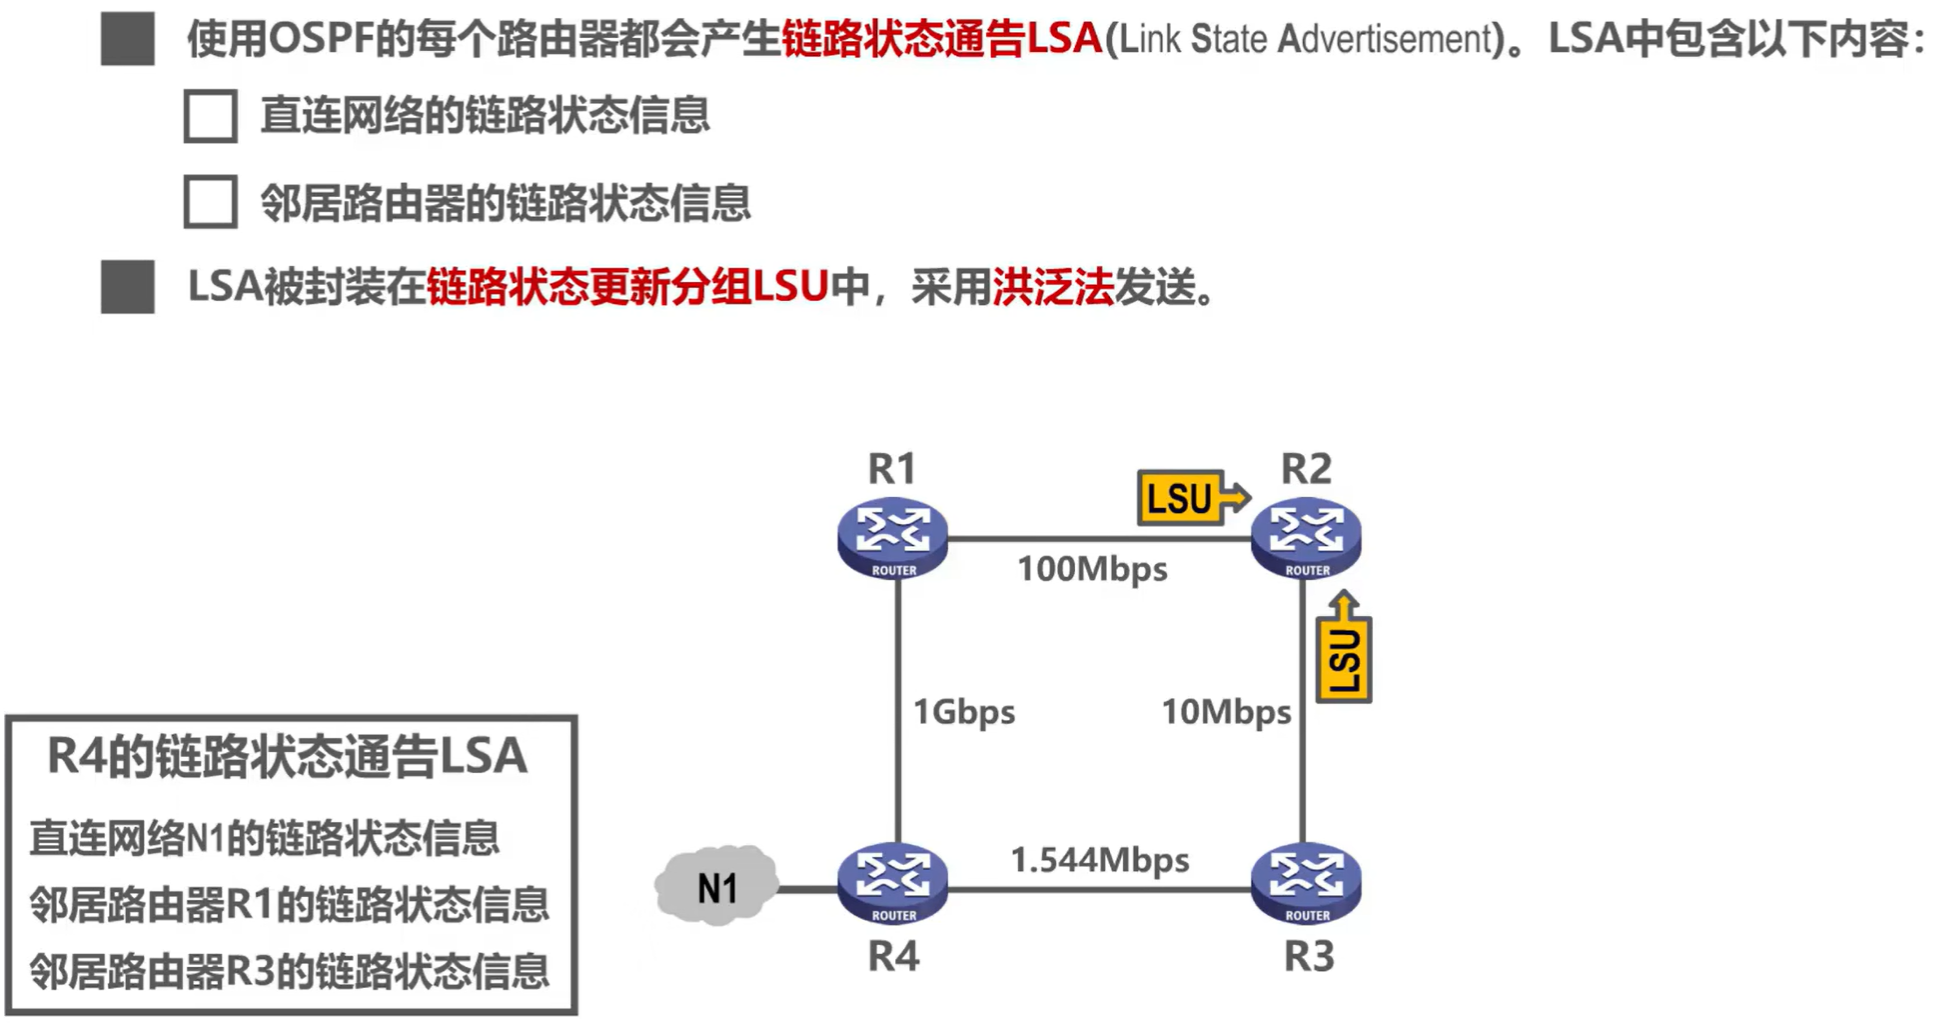 使用OSPF的每个路由器都会产生链路状态通告LSA(Link State Advertisement)。LSA中包含以下内容：
直连网络的链路状态信息
邻居路由器的链路状态信息
LSA被封装在链路状态更新分组LSU中，采用洪泛法发送。
R1
LSU
R2
ROUTER
ROUTER
100Mbps
LSU
1Gbps
10Mbps
R4的链路状态通告LSA
直连网络N1的链路状态信息
邻居路由器R1的链路状态信息
邻居路由器R3的链路状态信息
N1
1.544Mbps
ROUTER
ROUTER
R4
R3